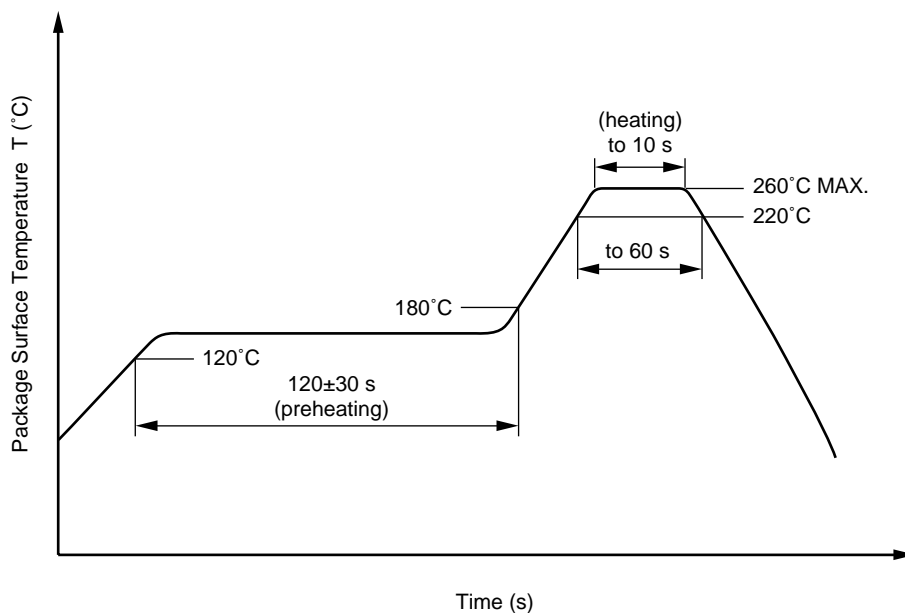 Package Surface Temperature T (˚C)
(heating)
to 10 s
260˚C MAX.
220˚C
to 60 s
180˚C
120˚C
120±30 s
(preheating)
Time (s)